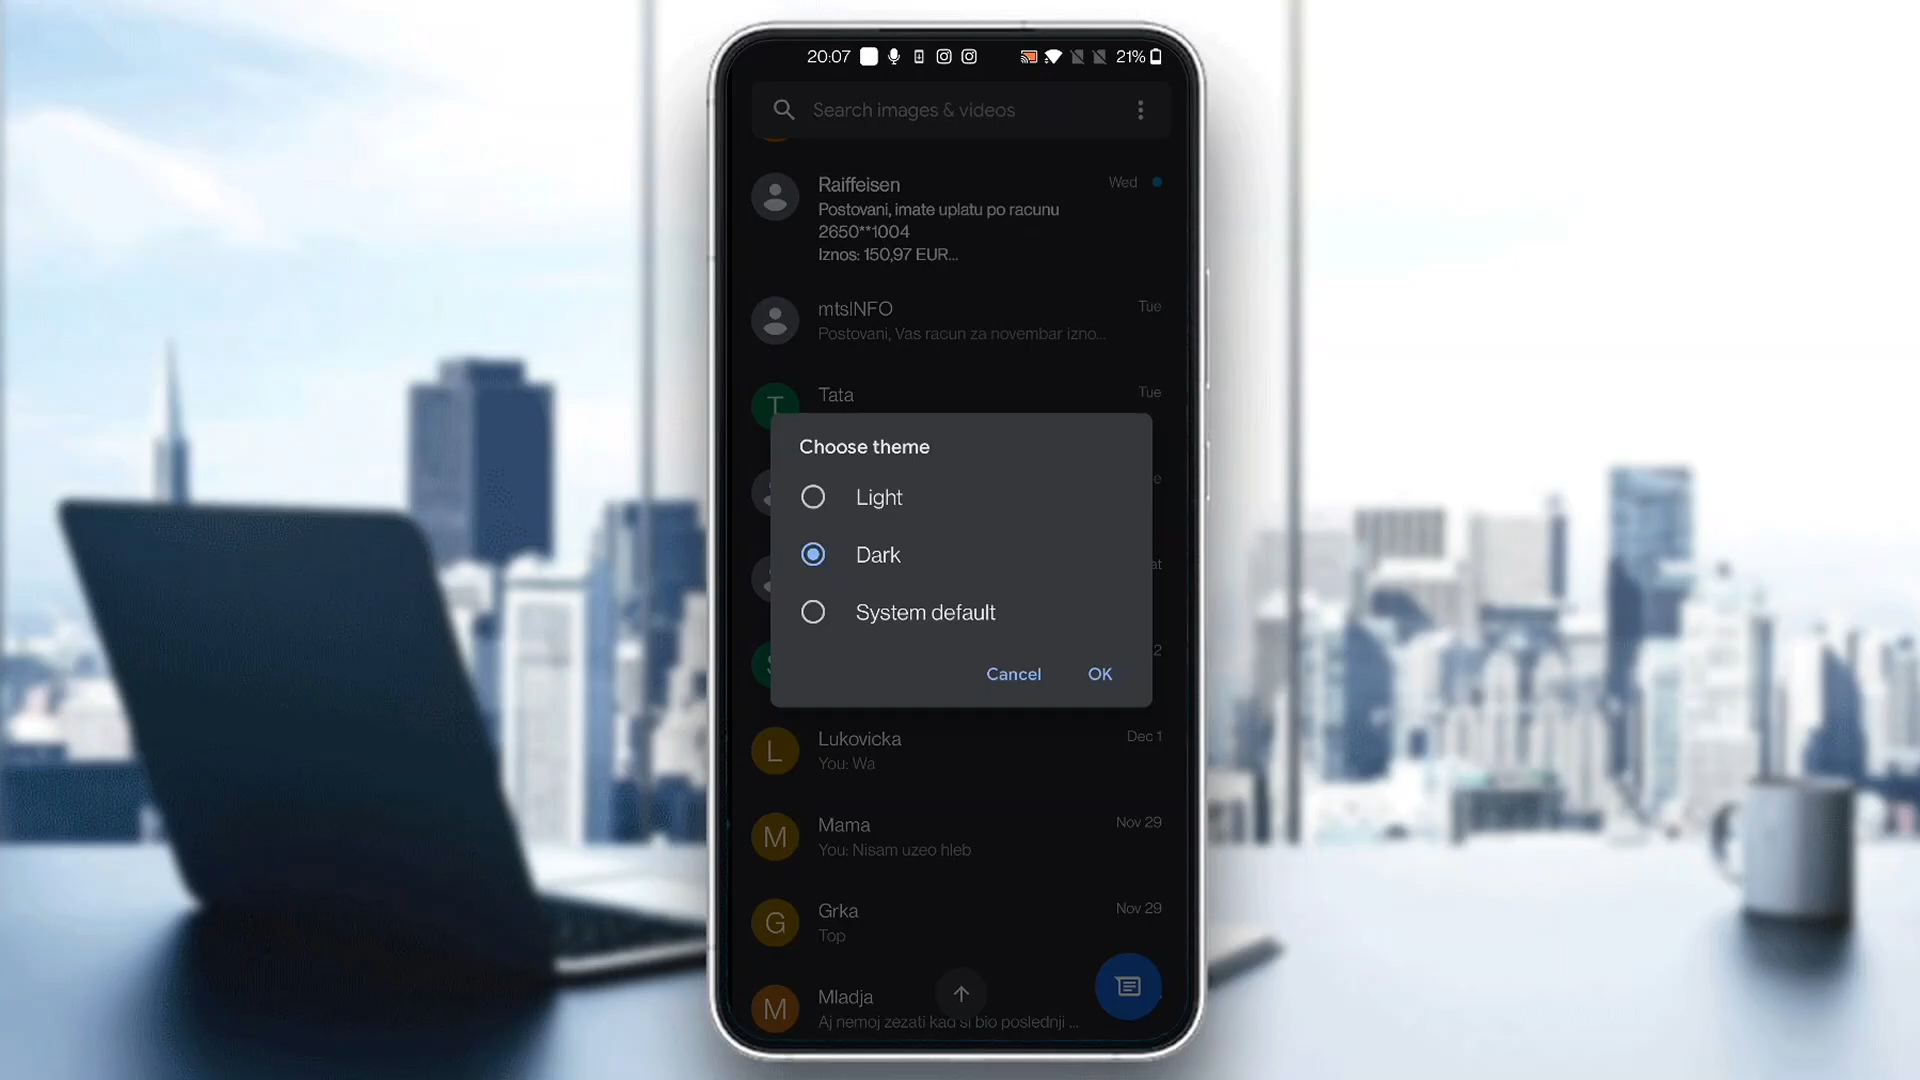 20:07
21%
Search images & videos
Raiffeisen
Wed
Postovani, imate uplatu po racunu
2650**1004
Iznos: 150,97 EUR...
mtsINFO
Tue
Postovani, Vas racun za novembar izno...
Tata
Tue
T
Choose theme
Light
Dark
System default
Cancel
OK
Lukovicka
Dec 1
L
You: Wa
Mama
Nov 29
M
You: Nisam uzeo hleb
Grka
Nov 29
G
Top
Mladja
M
Aj nemoj zezati kad si bio poslednji ...